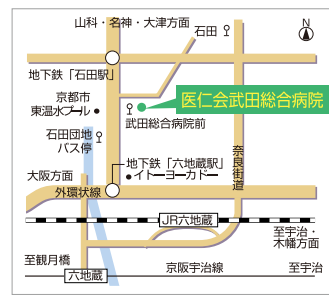 山科・名神・大津方面
石田
N
地下鉄「石田駅」
医仁会武田総合病院
京都市
東温水プール
武田総合病院前
石田団地
バス停
奈良街道
地下鉄「六地蔵駅」
イトーヨーカドー
大阪方面
外環状線
JR六地蔵
至宇治・
木幡方面
至観月橋
六地蔵
京阪宇治線
至宇治